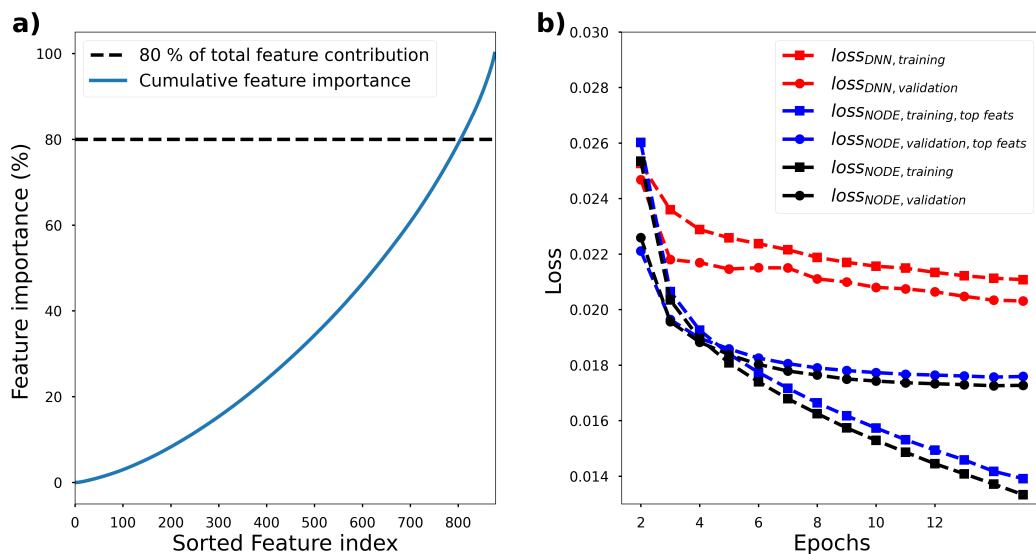 a)
80 % of total feature contribution
Cumulative feature importance
100
80
60
40
20
0
Feature importance (%)
0 100 200 300 400 500 600 700 800
Sorted Feature index
b)
loss_DNN, training
loss_DNN, validation
loss_NODE, training, top feats
loss_NODE, validation, top feats
loss_NODE, training
loss_NODE, validation
0.030
0.028
0.026
0.024
0.022
0.020
0.018
0.016
0.014
Loss
2 4 6 8 10 12
Epochs